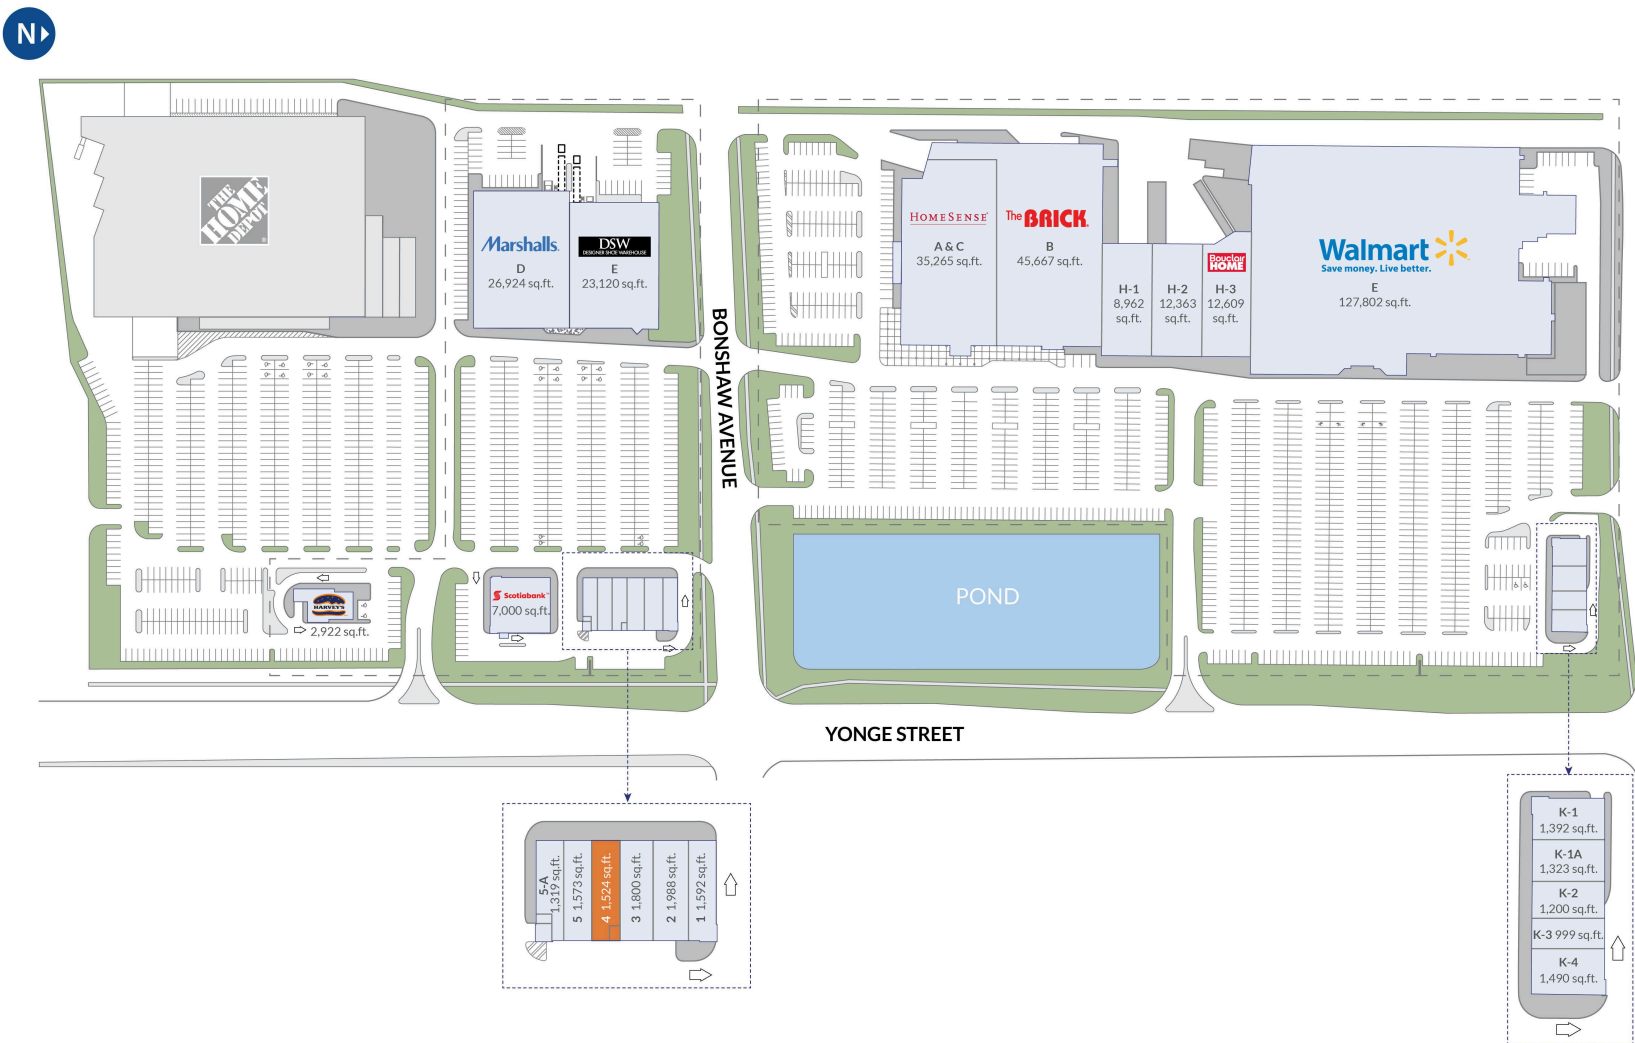 N
THE
HOME
DEPOT
Marshalls.
D
26,924 sq.ft.
DSW
DESIGNER SHOE WAREHOUSE
E
23,120 sq.ft.
BONSHAW AVENUE
HOMESENSE
A & C
35,265 sq.ft.
The BRICK.
B
45,667 sq.ft.
H-1
8,962
sq.ft.
H-2
12,363
sq.ft.
Bouclair
HOME
H-3
12,609
sq.ft.
Walmart
Save money. Live better.
E
127,802 sq.ft.
HARVEY'S
2,922 sq.ft.
Scotiabank
7,000 sq.ft.
POND
YONGE STREET
5-A
1,319 sq.ft.
5 1,573 sq.ft.
4 1,524 sq.ft.
3 1,800 sq.ft.
2 1,988 sq.ft.
1 1,592 sq.ft.
K-1
1,392 sq.ft.
K-1A
1,323 sq.ft.
K-2
1,200 sq.ft.
K-3 999 sq.ft.
K-4
1,490 sq.ft.